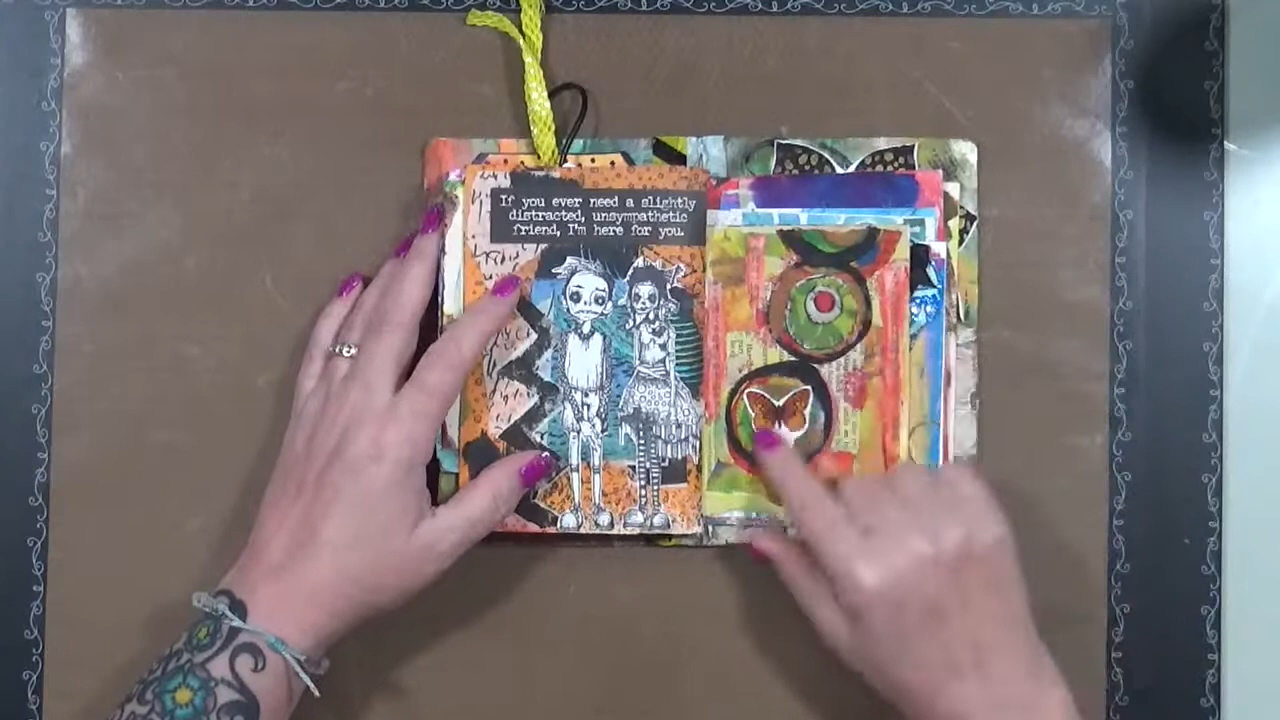 If you ever need a slightly
distracted, unsympathetic
friend, I'm here for you.